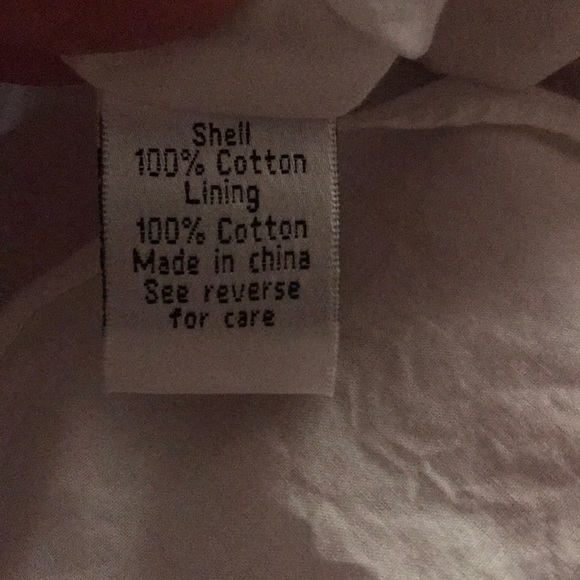 Shell
100% Cotton
Lining
100% Cotton
Made in china
See reverse
for care